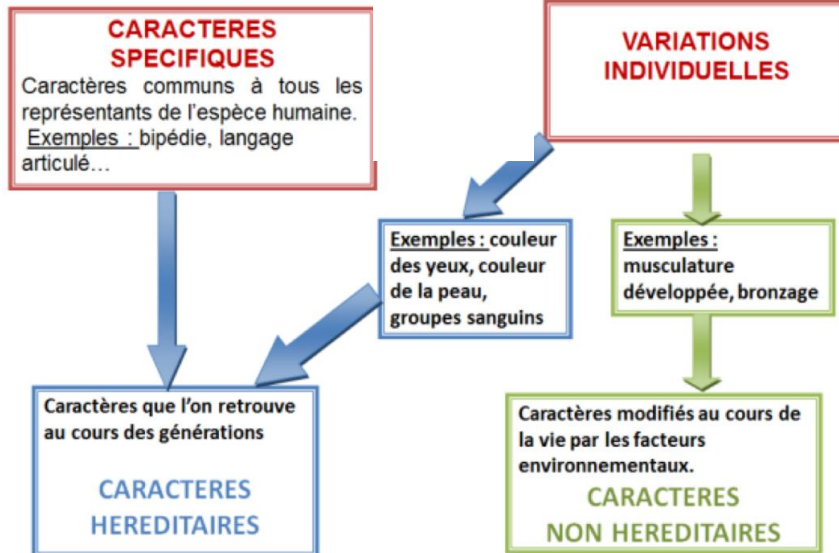 CARACTERES
SPECIFIQUES
Caractères communs à tous les
représentants de l'espèce humaine.
Exemples : bipédie, langage
articulé…
VARIATIONS
INDIVIDUELLES
Exemples : couleur
des yeux, couleur
de la peau,
groupes sanguins
Exemples :
musculature
développée, bronzage
Caractères que l'on retrouve
au cours des générations
CARACTERES
HEREDITAIRES
Caractères modifiés au cours de
la vie par les facteurs
environnementaux.
CARACTERES
NON HEREDITAIRES